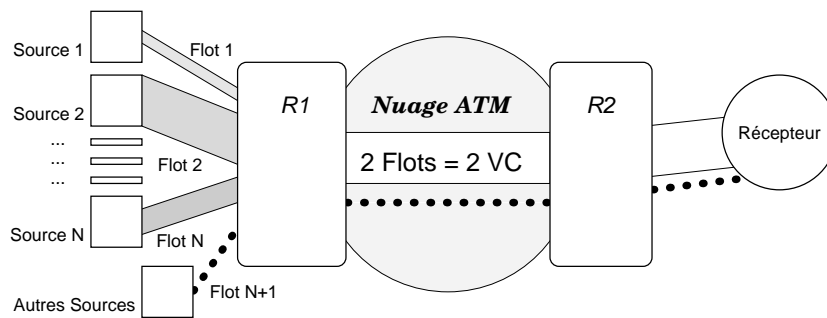 Source 1
Flot 1
Source 2
...
...
...
Flot 2
Source N
Flot N
Autres Sources
Flot N+1
R1
Nuage ATM
2 Flots = 2 VC
R2
Récepteur